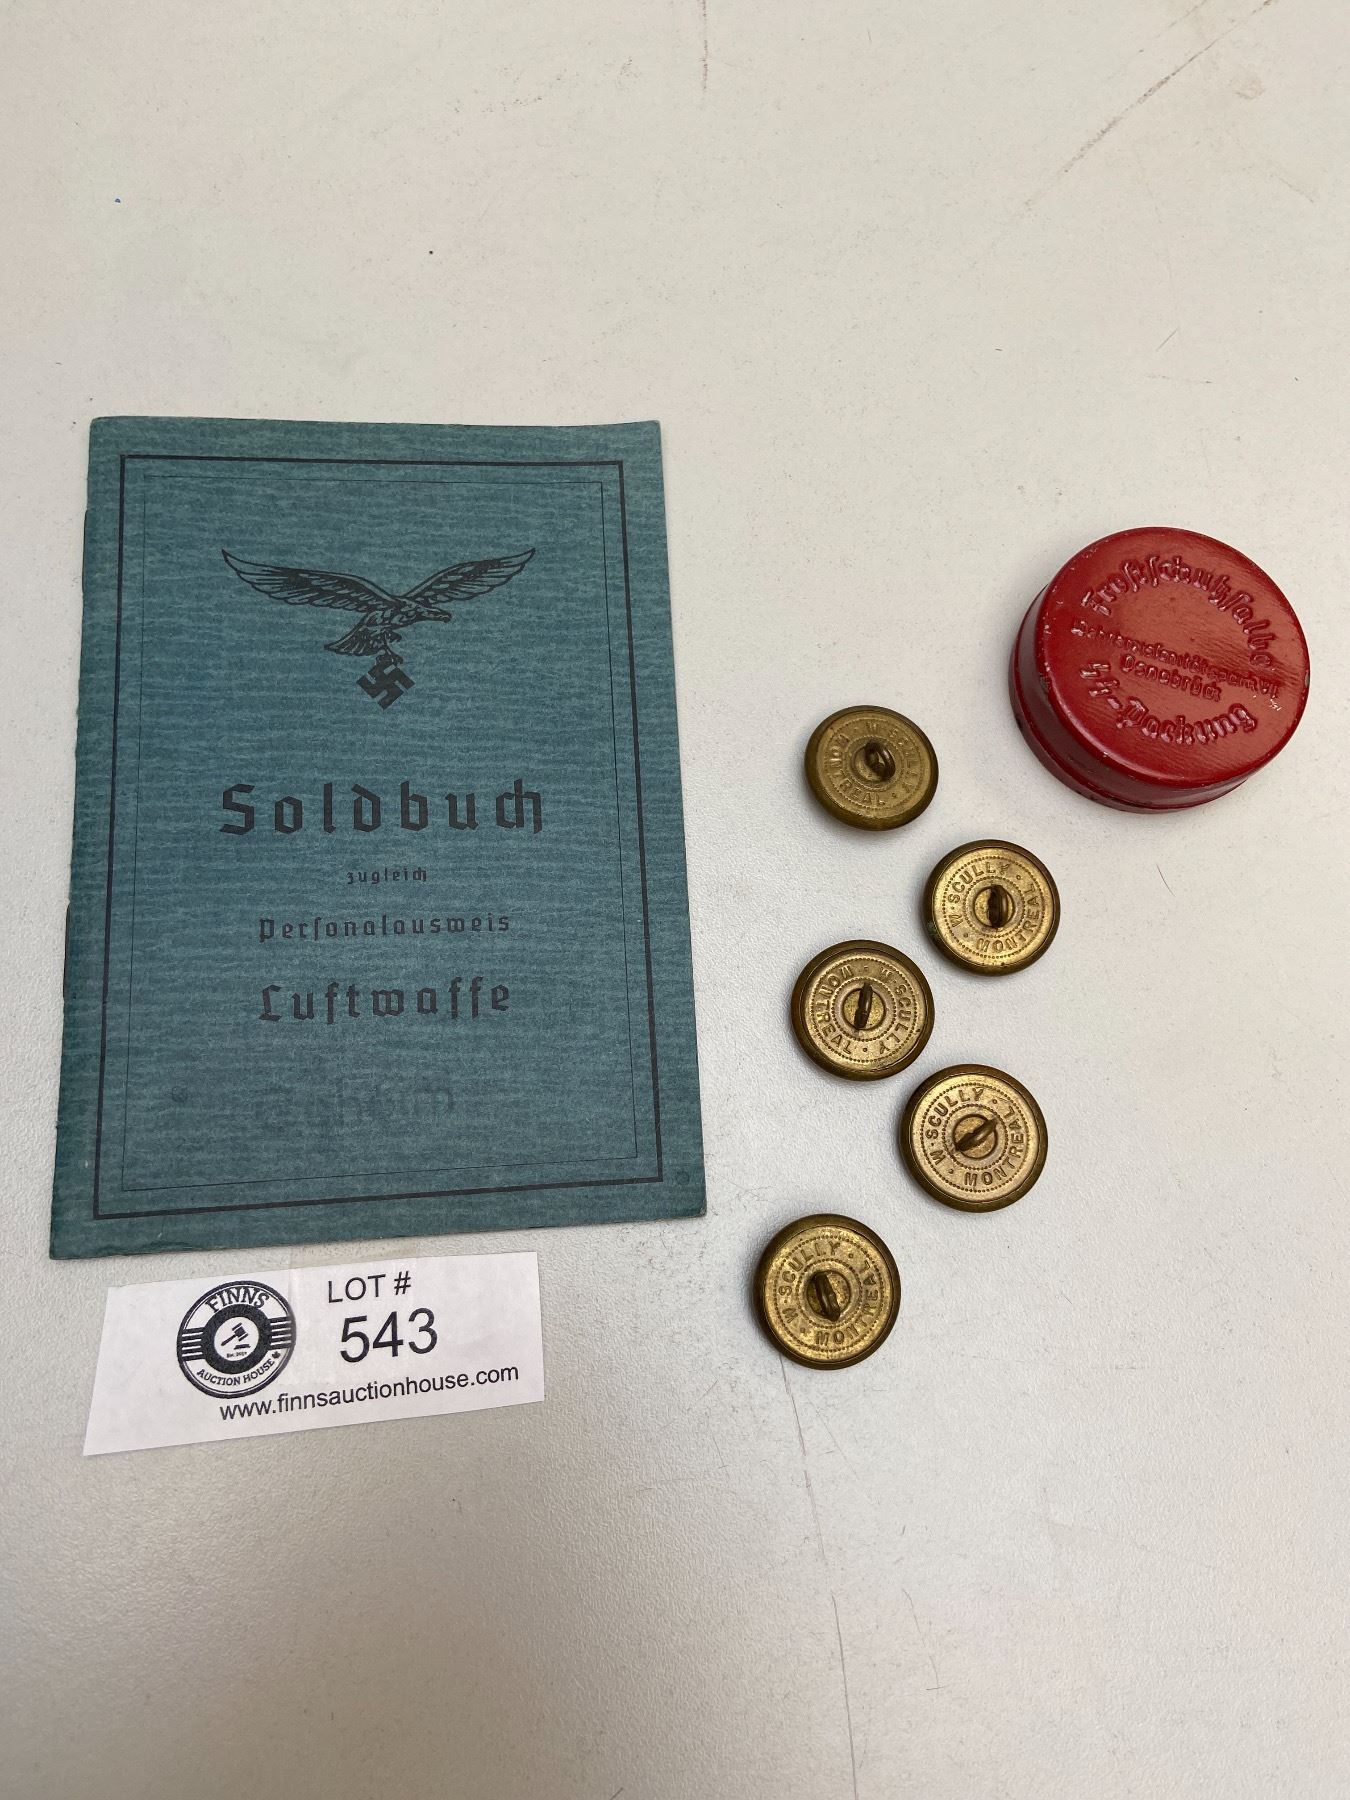 Soldbuch
zugleich
Personalausweis
Luftwaffe
FINNS
AUCTION HOUSE
LOT #
543
www.finnsauctionhouse.com
Frostschutzsalbe
Osnabrück
SS-Packung
W. SCULLY · MONTREAL ·
W · SCULLY · MONTREAL ·
W. SCULLY · MONTREAL ·
W · SCULLY · MONTREAL ·
W · SCULLY · MONTREAL ·